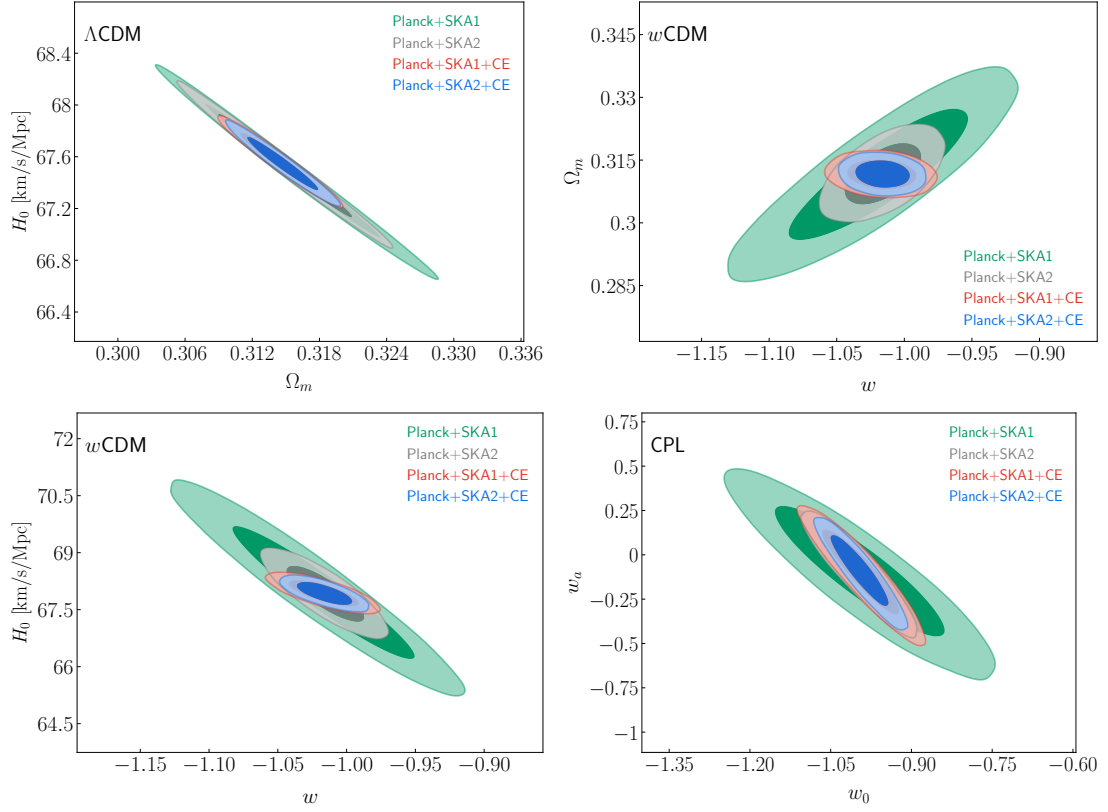 ΛCDM
Planck+SKA1
Planck+SKA2
Planck+SKA1+CE
Planck+SKA2+CE
68.4
68
67.6
67.2
66.8
66.4
H₀ [km/s/Mpc]
0.300 0.306 0.312 0.318 0.324 0.330 0.336
Ωₘ
wCDM
0.345
0.33
0.315
0.3
0.285
Ωₘ
Planck+SKA1
Planck+SKA2
Planck+SKA1+CE
Planck+SKA2+CE
−1.15 −1.10 −1.05 −1.00 −0.95 −0.90
w
wCDM
Planck+SKA1
Planck+SKA2
Planck+SKA1+CE
Planck+SKA2+CE
72
70.5
69
67.5
66
64.5
H₀ [km/s/Mpc]
−1.15 −1.10 −1.05 −1.00 −0.95 −0.90
w
CPL
Planck+SKA1
Planck+SKA2
Planck+SKA1+CE
Planck+SKA2+CE
0.75
0.5
0.25
0
−0.25
−0.5
−0.75
−1
wₐ
−1.35 −1.20 −1.05 −0.90 −0.75 −0.60
w₀